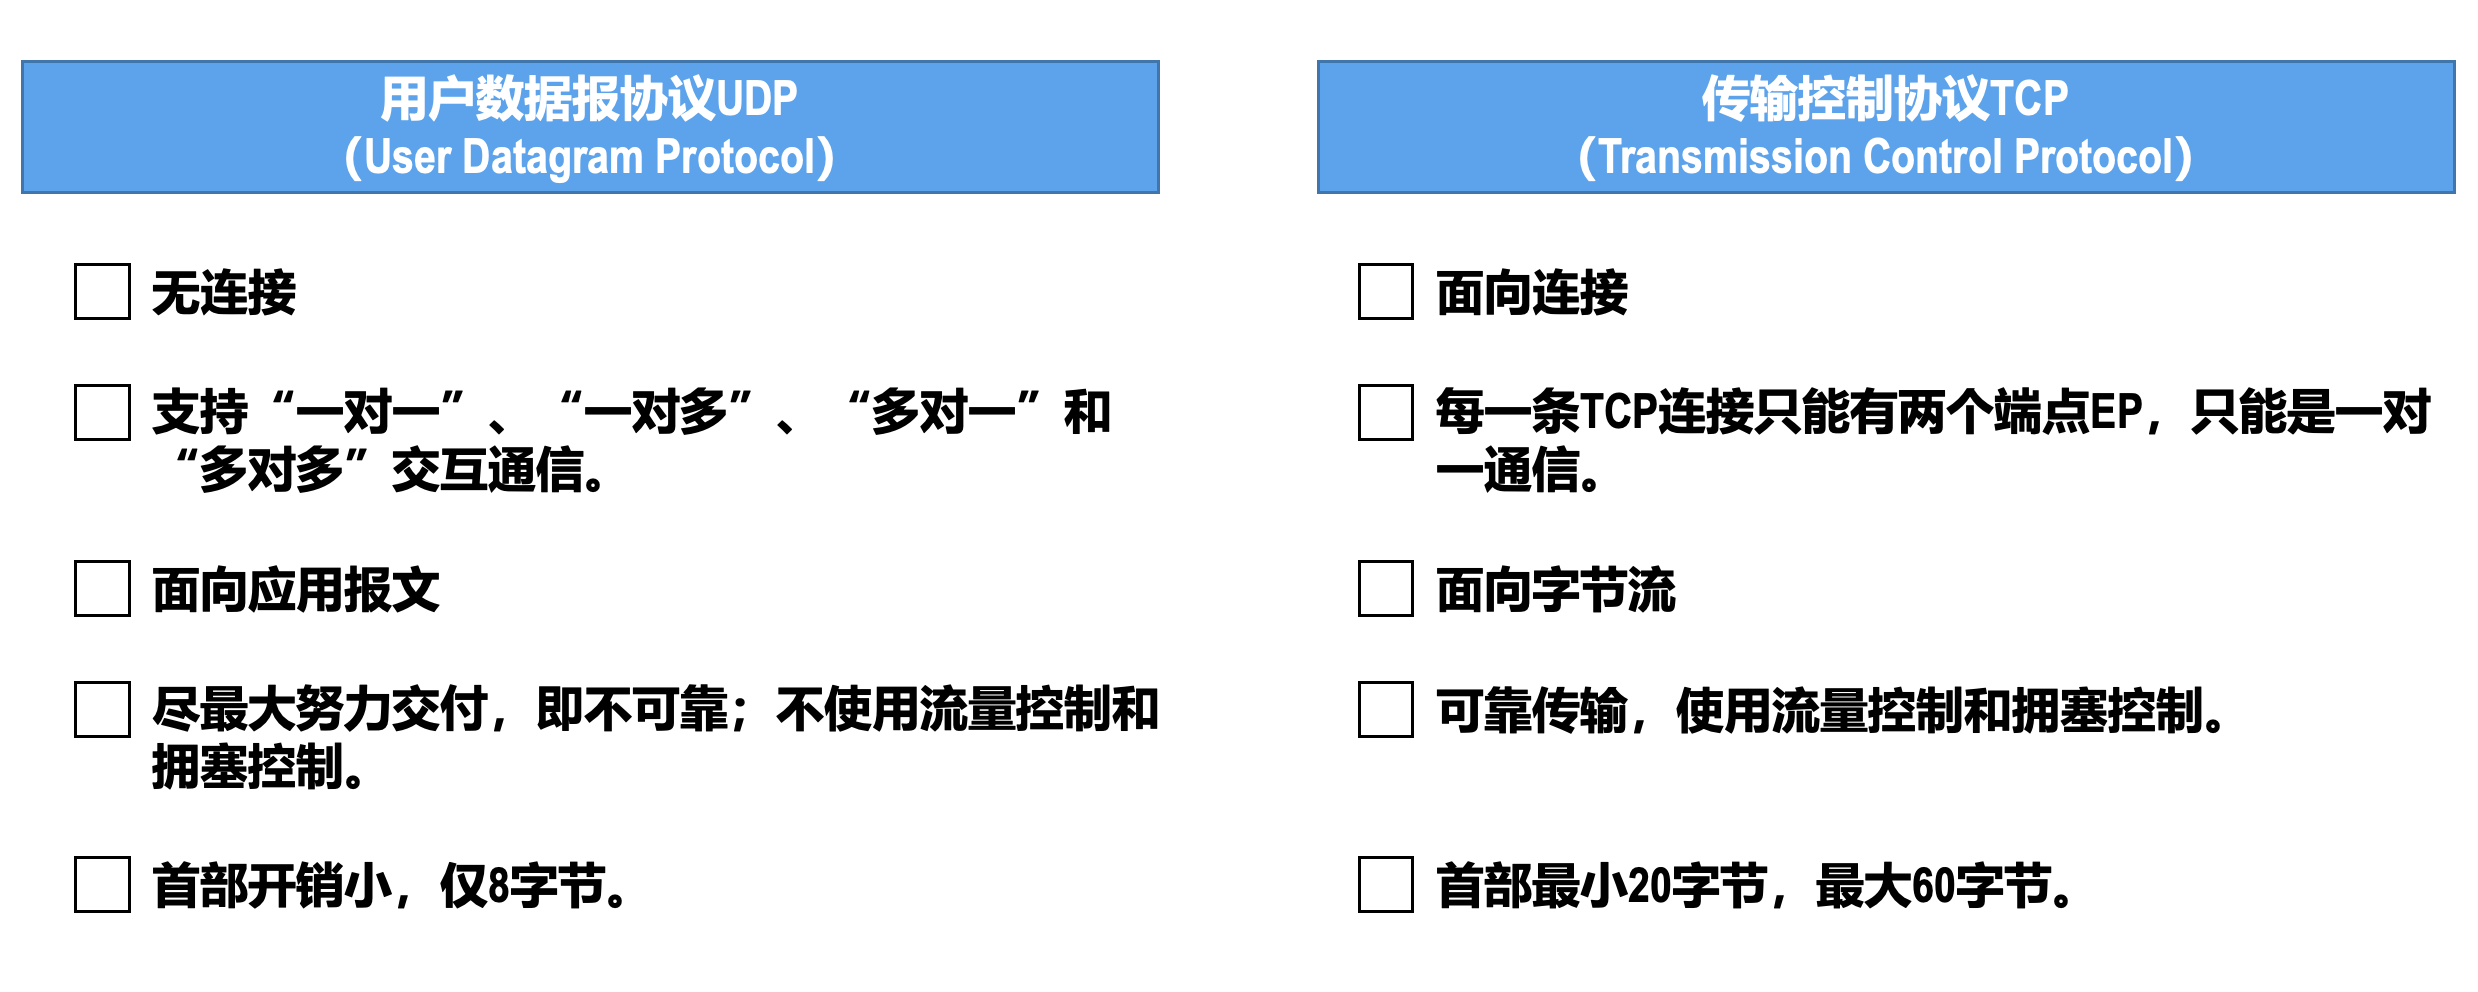 用户数据报协议UDP
（User Datagram Protocol）
无连接
支持“一对一”、“一对多”、“多对一”和
“多对多”交互通信。
面向应用报文
尽最大努力交付，即不可靠；不使用流量控制和
拥塞控制。
首部开销小，仅8字节。
传输控制协议TCP
（Transmission Control Protocol）
面向连接
每一条TCP连接只能有两个端点EP，只能是一对
一通信。
面向字节流
可靠传输，使用流量控制和拥塞控制。
首部最小20字节，最大60字节。